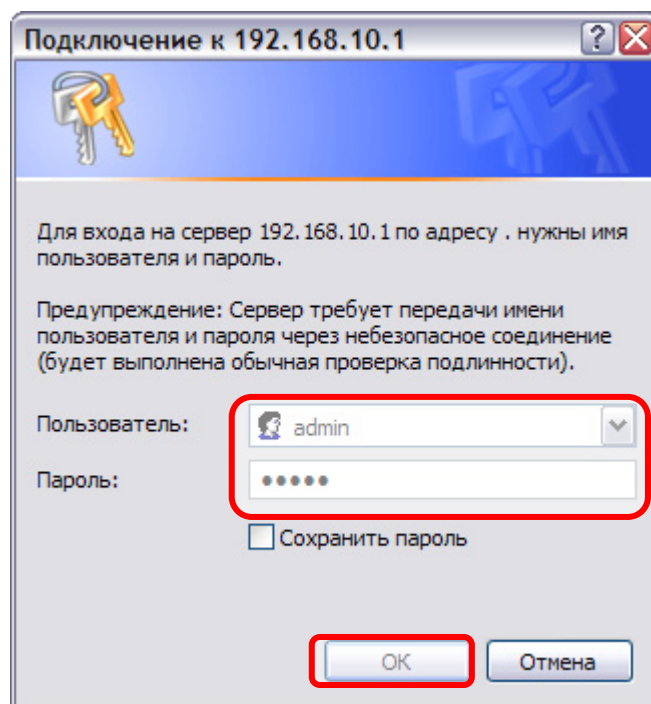 Подключение к 192.168.10.1
Для входа на сервер 192.168.10.1 по адресу . нужны имя
пользователя и пароль.
Предупреждение: Сервер требует передачи имени
пользователя и пароля через небезопасное соединение
(будет выполнена обычная проверка подлинности).
Пользователь: admin
Пароль: •••••
Сохранить пароль
ОК Отмена